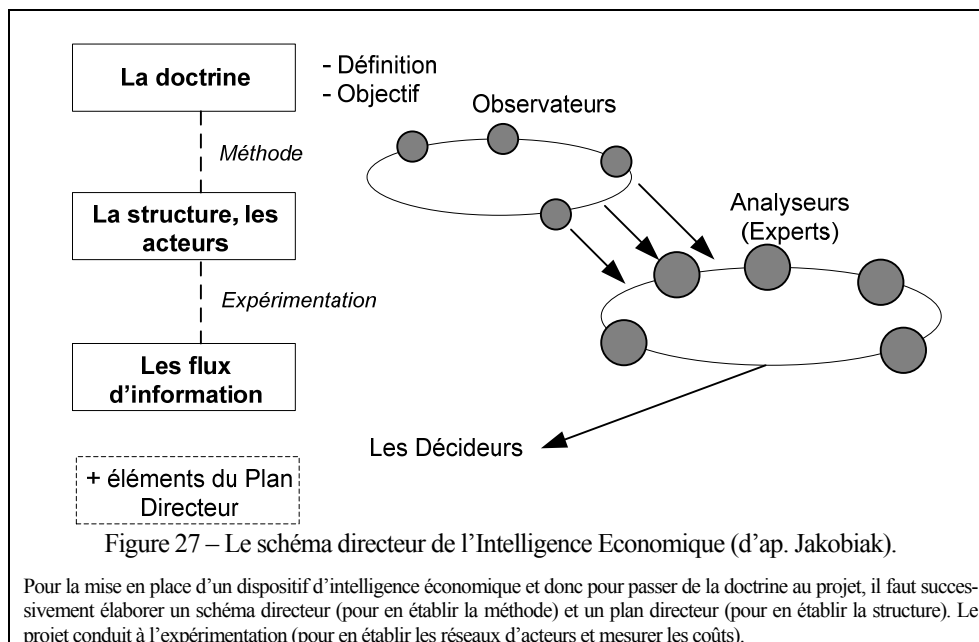 La doctrine
- Définition
- Objectif
Méthode
La structure, les
acteurs
Expérimentation
Les flux
d’information
+ éléments du Plan
Directeur
Observateurs
Analyseurs
(Experts)
Les Décideurs
Figure 27 – Le schéma directeur de l’Intelligence Economique (d’ap. Jakobiak).
Pour la mise en place d’un dispositif d’intelligence économique et donc pour passer de la doctrine au projet, il faut succes-
sivement élaborer un schéma directeur (pour en établir la méthode) et un plan directeur (pour en établir la structure). Le
projet conduit à l’expérimentation (pour en établir les réseaux d’acteurs et mesurer les coûts).